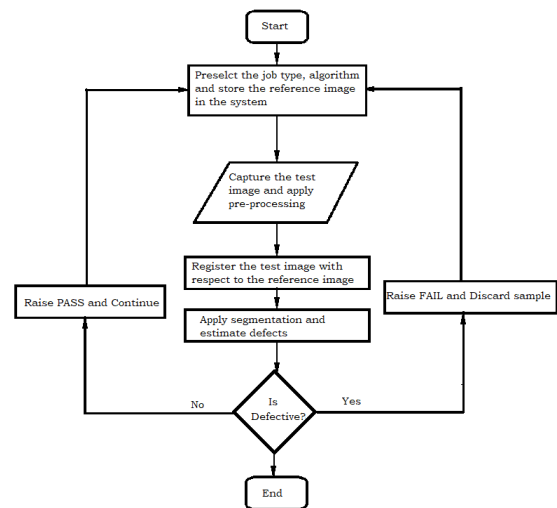 Start
Preselct the job type, algorithm
and store the reference image
in the system
Capture the test
image and apply
pre-processing
Register the test image with
respect to the reference image
Raise PASS and Continue
Raise FAIL and Discard sample
Apply segmentation and
estimate defects
No
Is
Defective?
Yes
End